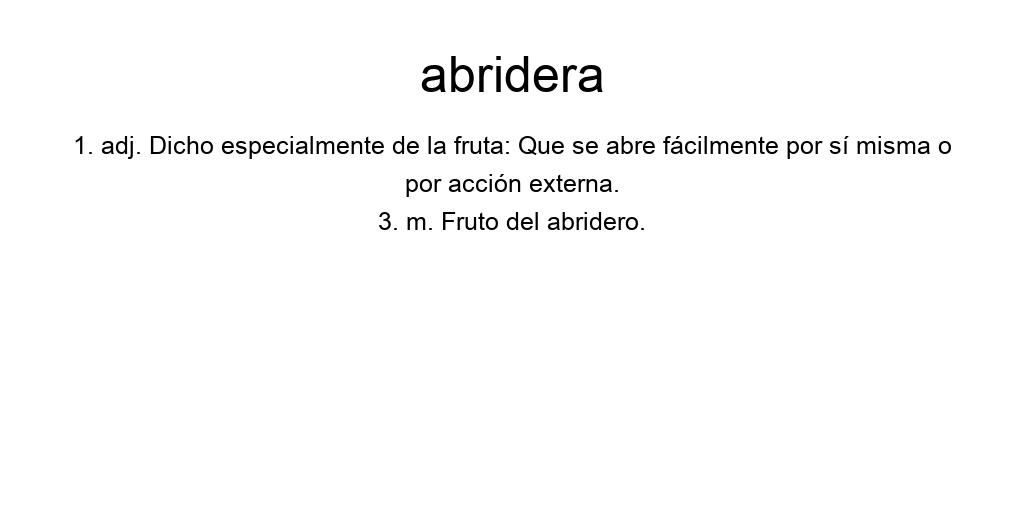 abridera
1. adj. Dicho especialmente de la fruta: Que se abre fácilmente por sí misma o
por acción externa.
3. m. Fruto del abridero.